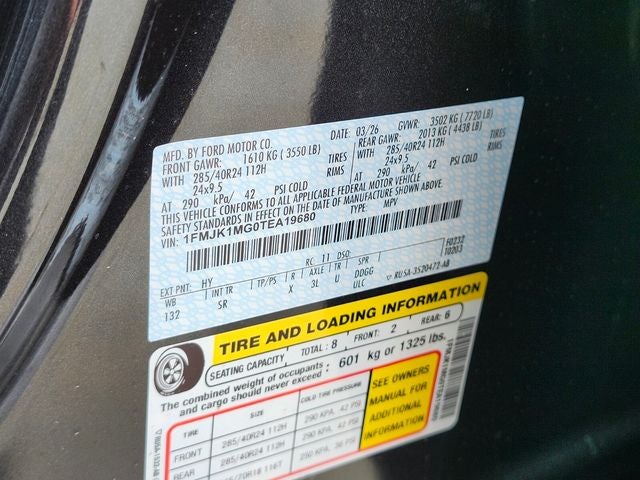 MFD. BY FORD MOTOR CO.
DATE: 03/26 GVWR: 3502 KG ( 7720 LB)
FRONT GAWR: 1610 KG ( 3550 LB) REAR GAWR: 2013 KG ( 4438 LB)
WITH 285/40R24 112H TIRES WITH 285/40R24 112H TIRES
24x9.5 RIMS 24x9.5 RIMS
AT 290 kPa/ 42 PSI COLD AT 290 kPa/ 42 PSI COLD
THIS VEHICLE CONFORMS TO ALL APPLICABLE FEDERAL MOTOR VEHICLE
SAFETY STANDARDS IN EFFECT ON THE DATE OF MANUFACTURE SHOWN ABOVE.
VIN: 1FMJK1MG0TEA19680 TYPE: MPV
F0232
10203
EXT PNT: HY RC: 11 DSO:
WB INT TR TP/PS R AXLE TR SPR
132 SR X 3L U DDGG
ULC RU5A-3520472-AB
TIRE AND LOADING INFORMATION
SEATING CAPACITY TOTAL: 8 FRONT: 2 REAR: 6
The combined weight of occupants
and cargo should never exceed : 601 kg or 1325 lbs.
TIRE SIZE COLD TIRE PRESSURE
FRONT 285/40R24 112H 290 KPA, 42 PSI
REAR 285/40R24 112H 290 KPA, 42 PSI
SEE OWNERS
MANUAL FOR
ADDITIONAL
INFORMATION